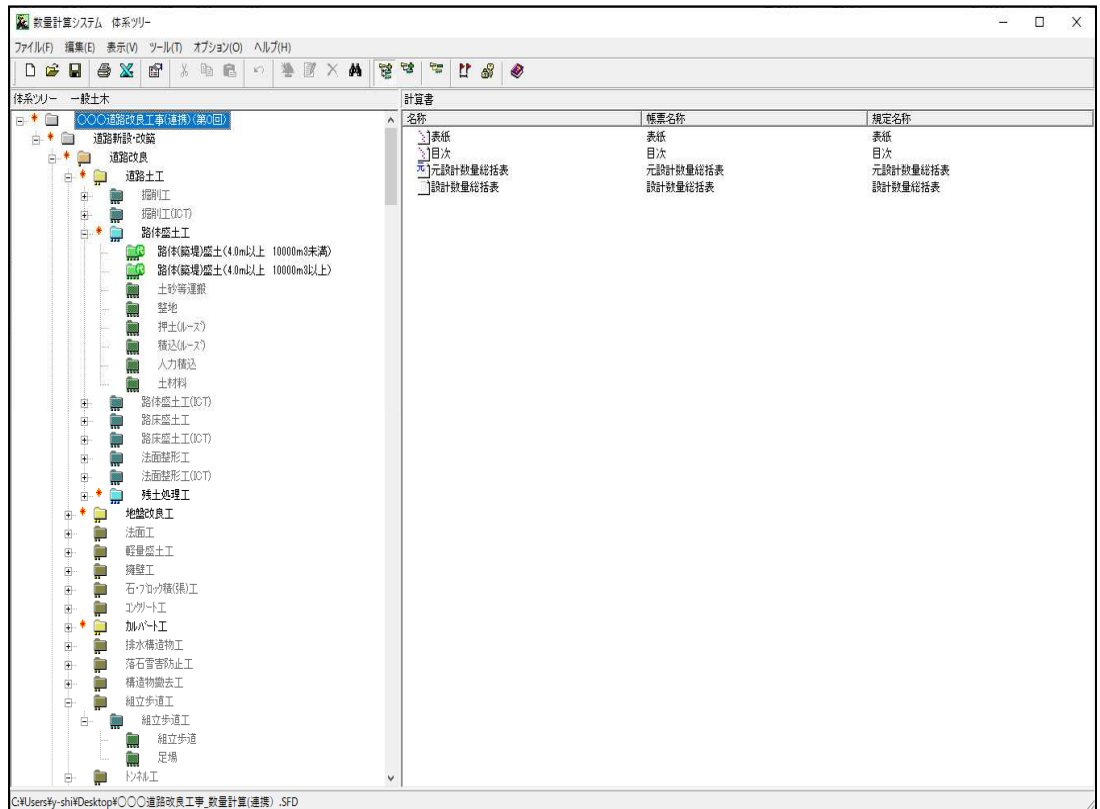 数量計算システム 体系ツリー
ファイル(F) 編集(E) 表示(V) ツール(T) オプション(O) ヘルプ(H)
体系ツリー 一般土木
〇〇〇道路改良工事(連携)(第0回)
道路新設・改築
道路改良
道路土工
掘削工
掘削工(ICT)
路体盛土工
路体(築堤)盛土(4.0m以上 10000m3未満)
路体(築堤)盛土(4.0m以上 10000m3以上)
土砂等運搬
整地
押土(ルーズ)
積込(ルーズ)
人力積込
土材料
路体盛土工(ICT)
路床盛土工
路床盛土工(ICT)
法面整形工
法面整形工(ICT)
残土処理工
地盤改良工
法面工
軽量盛土工
擁壁工
石・ブロック積(張)工
コンクリート工
カルバート工
排水構造物工
落石雪害防止工
構造物撤去工
組立歩道工
組立歩道工
組立歩道
足場
トンネル工
計算書
名称 帳票名称 規定名称
表紙 表紙 表紙
目次 目次 目次
元設計数量総括表 元設計数量総括表 元設計数量総括表
設計数量総括表 設計数量総括表 設計数量総括表
C:¥Users¥y-shi¥Desktop¥〇〇〇道路改良工事_数量計算(連携) .SFD